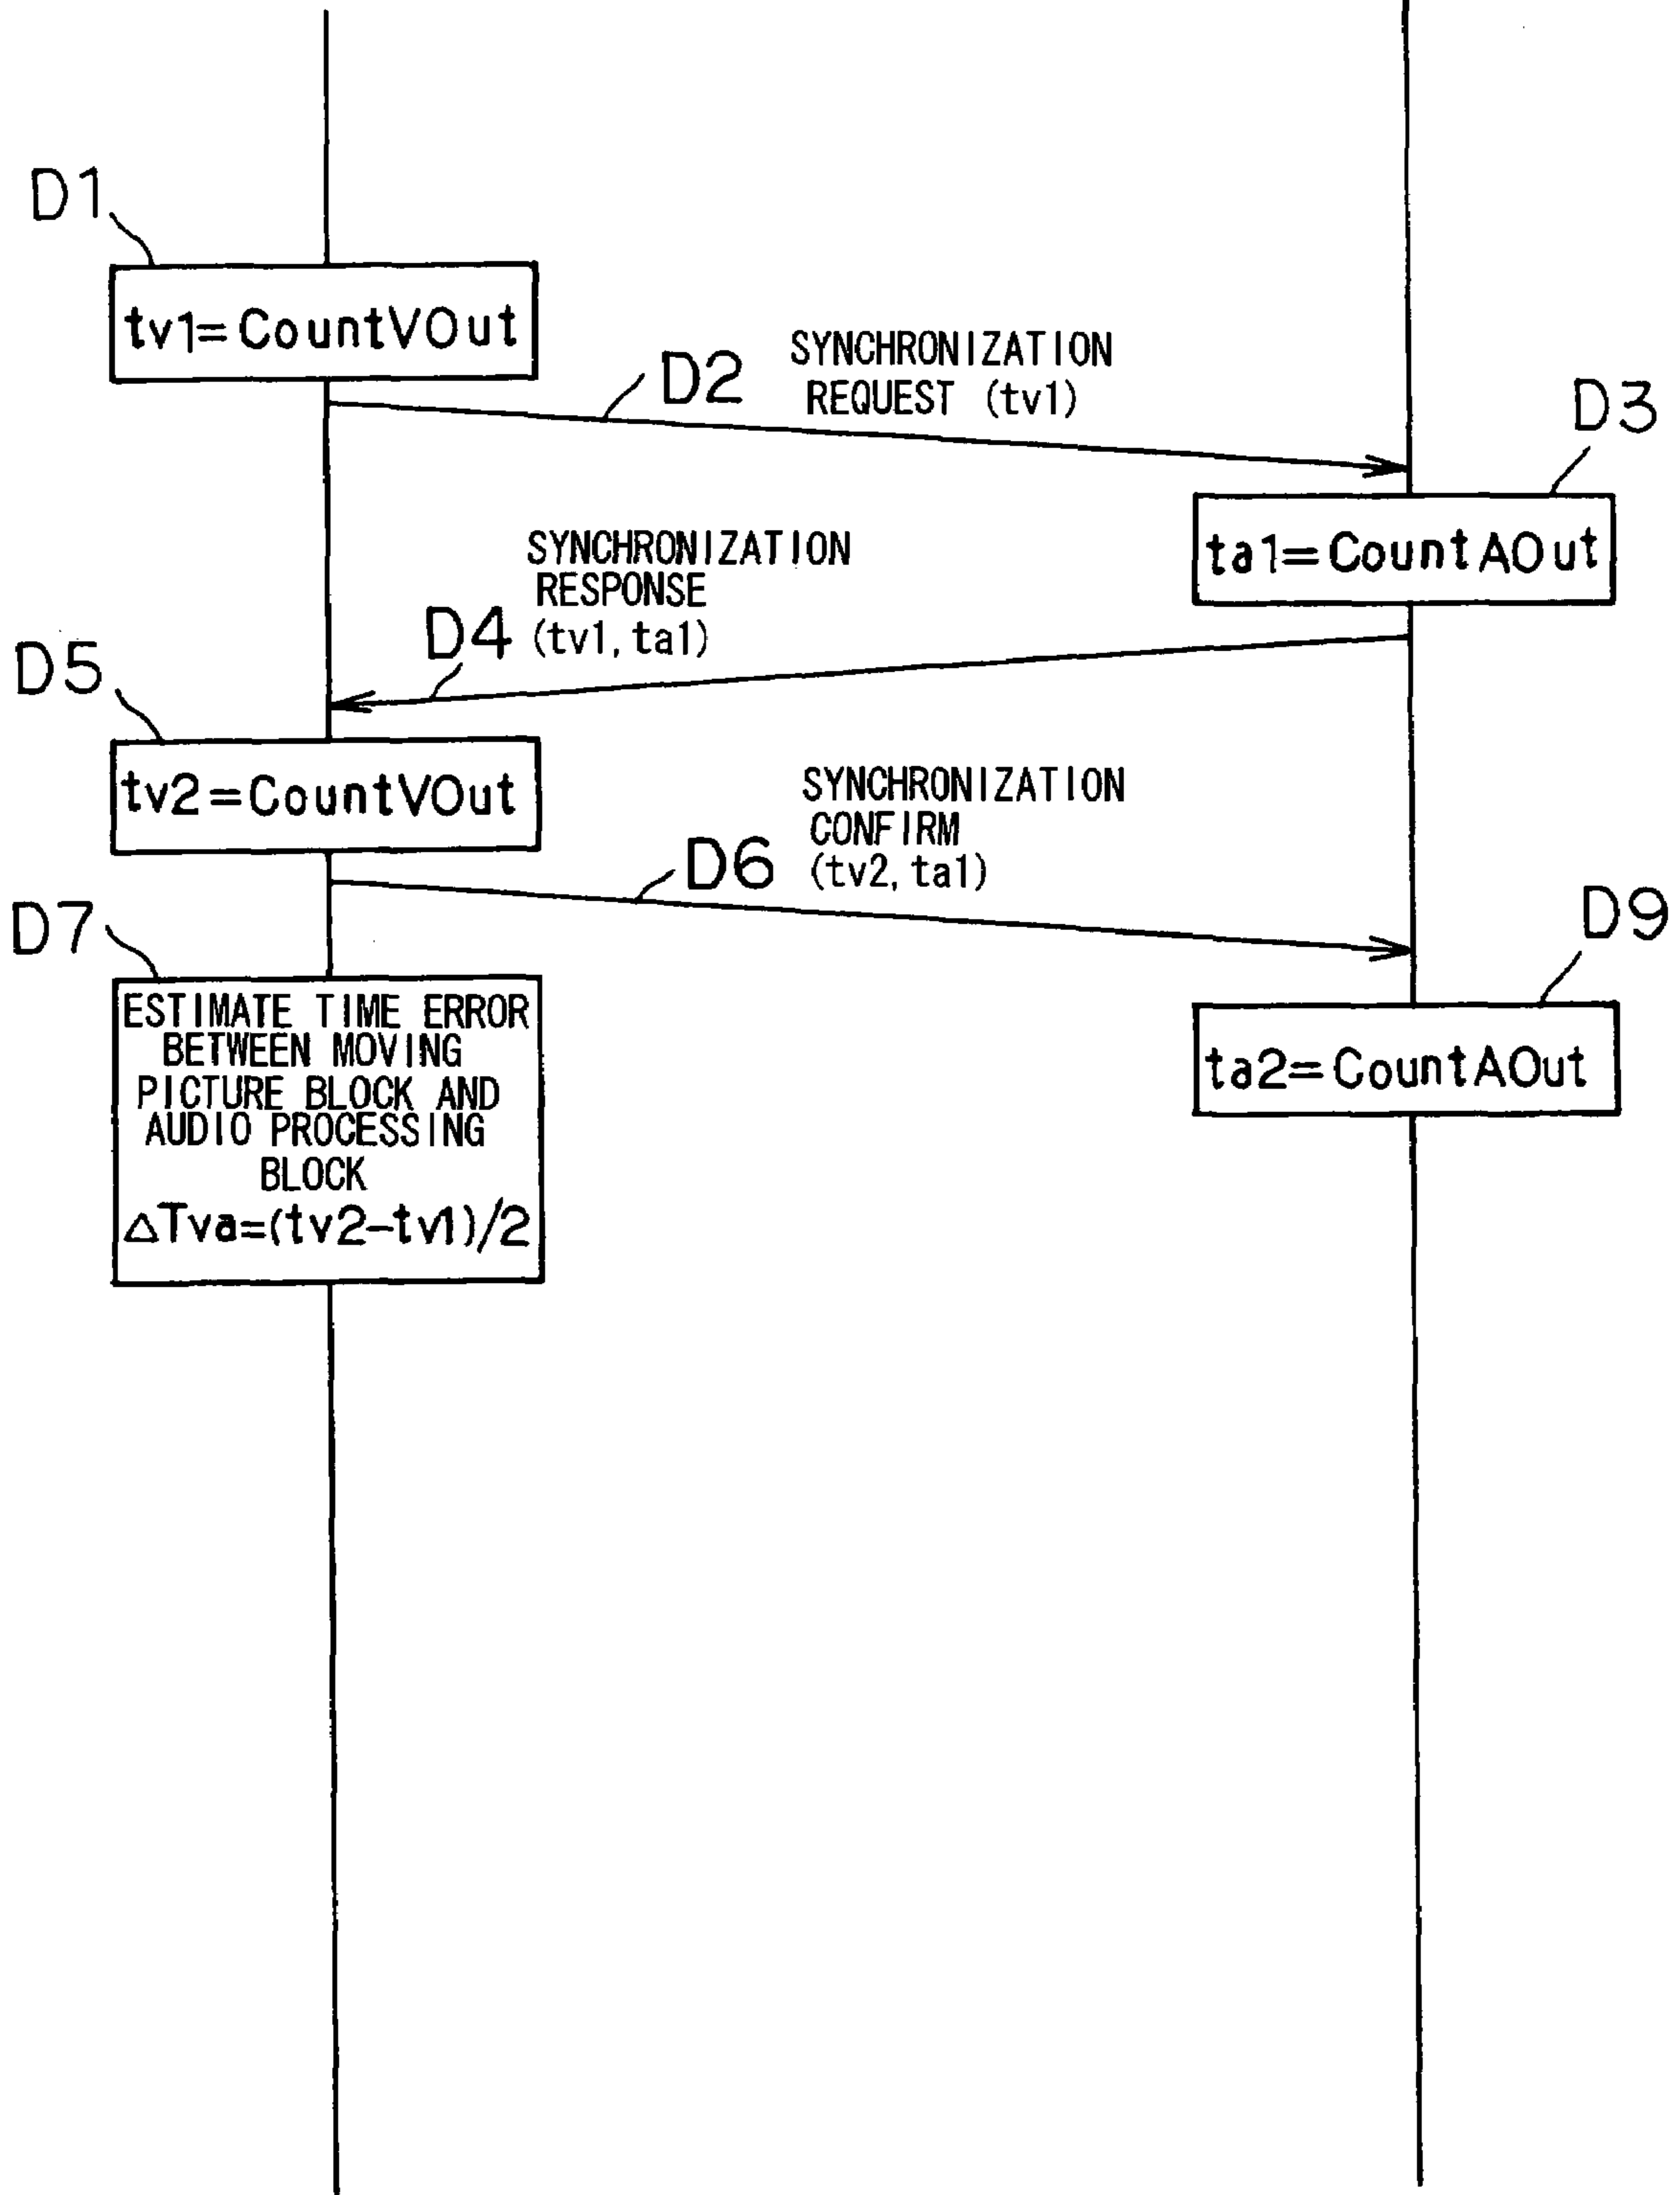 D1
tv1=CountVOut
D2
SYNCHRONIZATION
REQUEST (tv1)
D3
ta1=CountAOut
SYNCHRONIZATION
RESPONSE
(tv1, ta1)
D4
D5
tv2=CountVOut
SYNCHRONIZATION
CONFIRM
(tv2, ta1)
D6
D7
ESTIMATE TIME ERROR
BETWEEN MOVING
PICTURE BLOCK AND
AUDIO PROCESSING
BLOCK
△Tva=(tv2-tv1)/2
D9
ta2=CountAOut